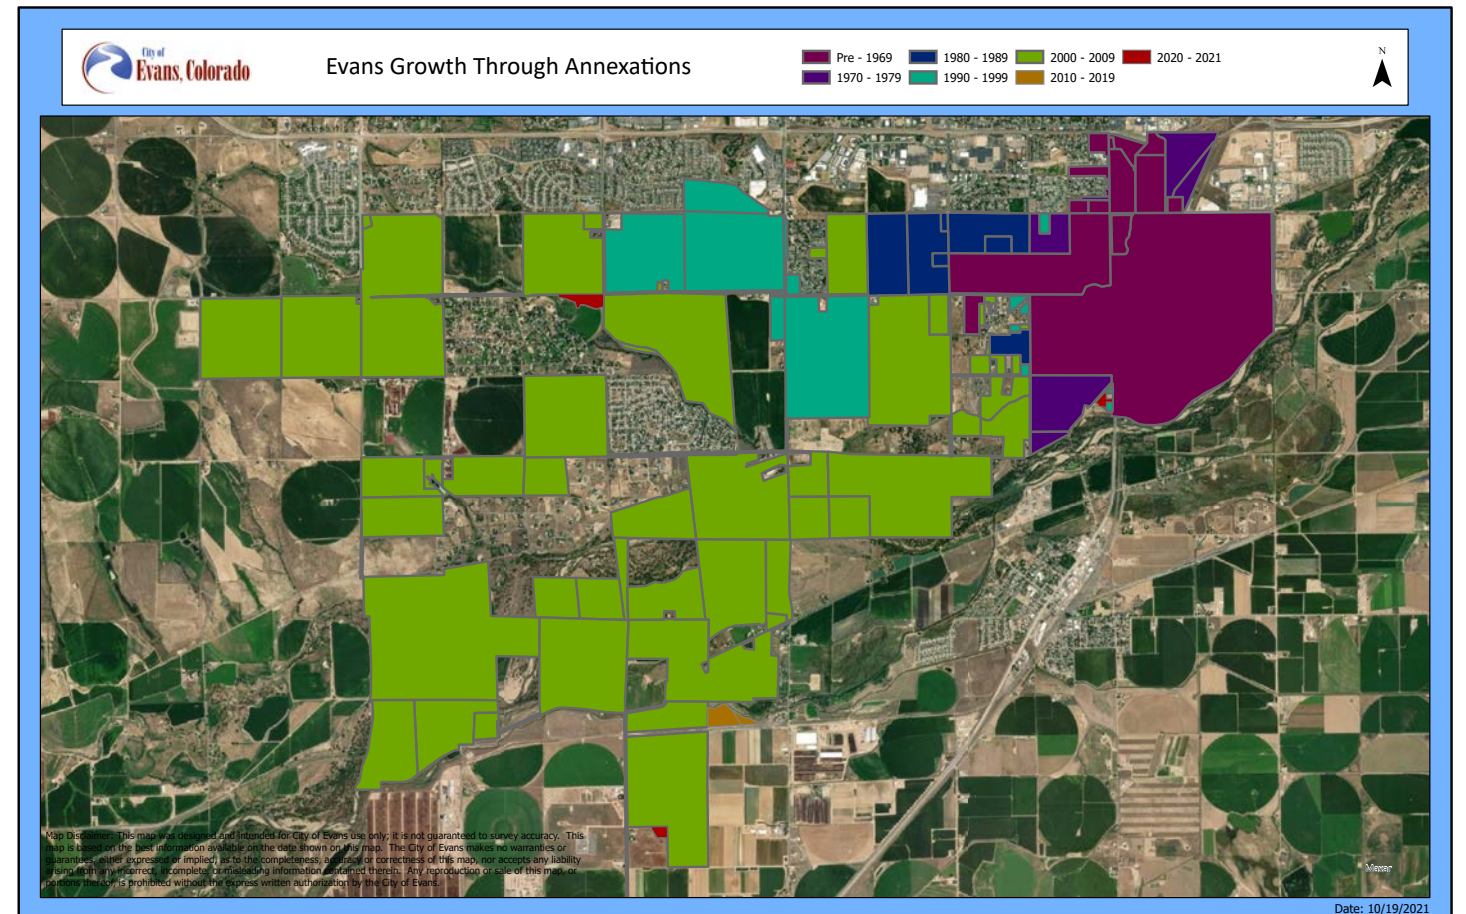 City of
Evans, Colorado
Evans Growth Through Annexations
Pre - 1969
1980 - 1989
2000 - 2009
2020 - 2021
1970 - 1979
1990 - 1999
2010 - 2019
N
Map Disclaimer: This map was designed and intended for City of Evans use only; it is not guaranteed to survey accuracy. This
map is based on the best information available on the date shown on this map. The City of Evans makes no warranties or
guarantees, either expressed or implied, as to the completeness, accuracy or correctness of this map, nor accepts any liability
arising from any incorrect, incomplete, or misleading information contained therein. Any reproduction or sale of this map, or
portions thereof, is prohibited without the express written authorization by the City of Evans.
Maxar
Date: 10/19/2021